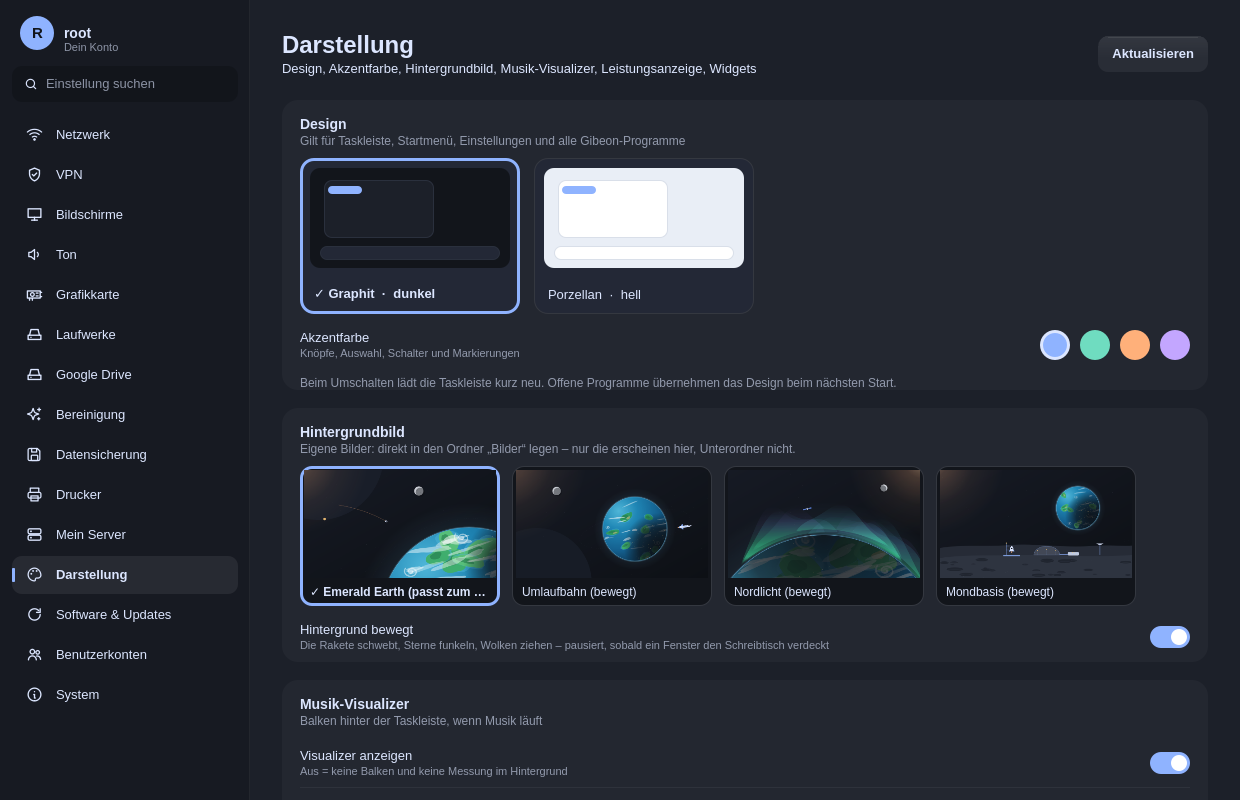 R
root
Dein Konto
Einstellung suchen
Netzwerk
VPN
Bildschirme
Ton
Grafikkarte
Laufwerke
Google Drive
Bereinigung
Datensicherung
Drucker
Mein Server
Darstellung
Software & Updates
Benutzerkonten
System
Darstellung
Design, Akzentfarbe, Hintergrundbild, Musik-Visualizer, Leistungsanzeige, Widgets
Aktualisieren
Design
Gilt für Taskleiste, Startmenü, Einstellungen und alle Gibeon-Programme
✓ Graphit · dunkel
Porzellan · hell
Akzentfarbe
Knöpfe, Auswahl, Schalter und Markierungen
Beim Umschalten lädt die Taskleiste kurz neu. Offene Programme übernehmen das Design beim nächsten Start.
Hintergrundbild
Eigene Bilder: direkt in den Ordner „Bilder“ legen – nur die erscheinen hier, Unterordner nicht.
✓ Emerald Earth (passt zum ...
Umlaufbahn (bewegt)
Nordlicht (bewegt)
Mondbasis (bewegt)
Hintergrund bewegt
Die Rakete schwebt, Sterne funkeln, Wolken ziehen – pausiert, sobald ein Fenster den Schreibtisch verdeckt
Musik-Visualizer
Balken hinter der Taskleiste, wenn Musik läuft
Visualizer anzeigen
Aus = keine Balken und keine Messung im Hintergrund